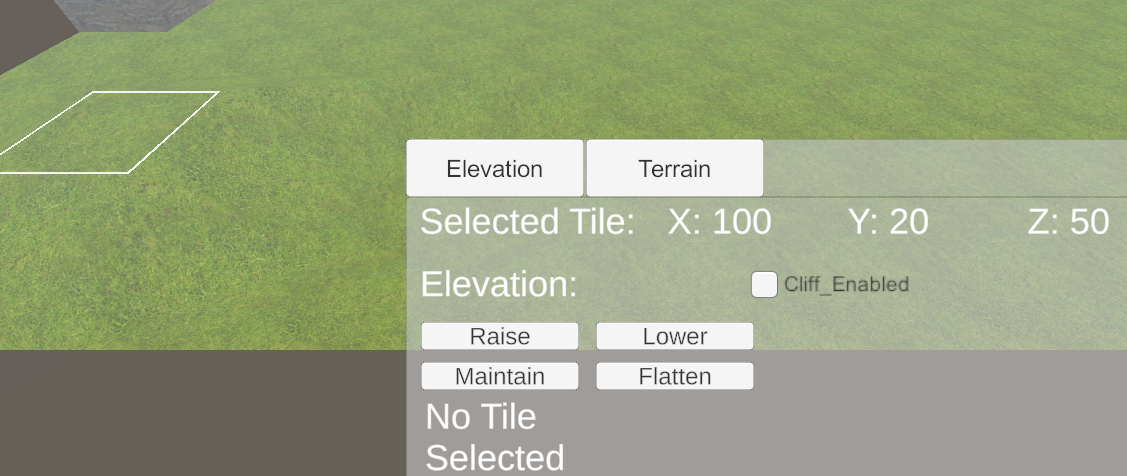 Elevation Terrain
Selected Tile: X: 100 Y: 20 Z: 50
Elevation: Cliff_Enabled
Raise Lower
Maintain Flatten
No Tile
Selected